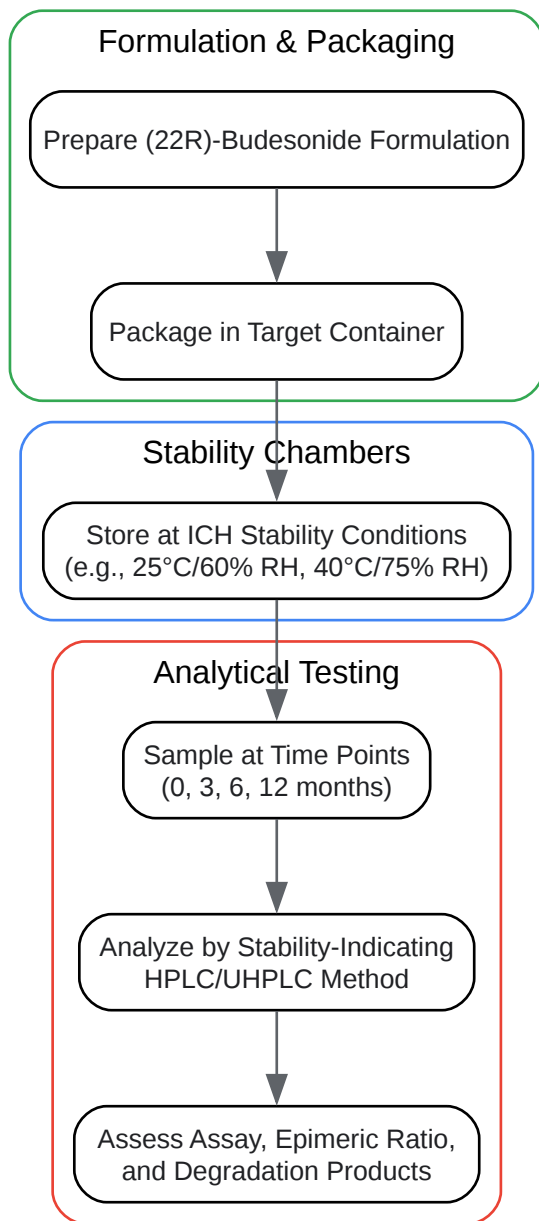 Formulation & Packaging
Prepare (22R)-Budesonide Formulation
Package in Target Container
Stability Chambers
Store at ICH Stability Conditions
(e.g., 25°C/60% RH, 40°C/75% RH)
Analytical Testing
Sample at Time Points
(0, 3, 6, 12 months)
Analyze by Stability-Indicating
HPLC/UHPLC Method
Assess Assay, Epimeric Ratio,
and Degradation Products